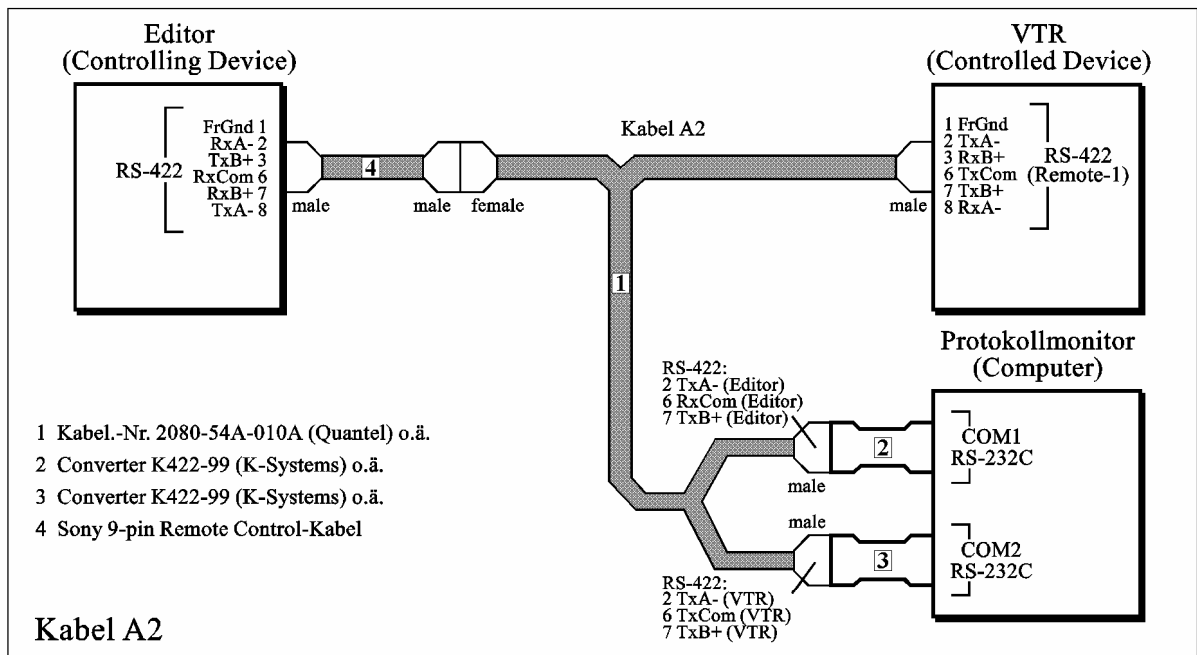 Editor
(Controlling Device)
RS-422
FrGnd 1
RxA- 2
TxB+ 3
RxCom 6
RxB+ 7
TxA- 8
male
4
male
female
Kabel A2
VTR
(Controlled Device)
1 FrGnd
2 TxA-
3 RxB+
6 TxCom
7 TxB+
8 RxA-
RS-422
(Remote-1)
male
1
Protokollmonitor
(Computer)
RS-422:
2 TxA- (Editor)
6 RxCom (Editor)
7 TxB+ (Editor)
male
2
COM1
RS-232C
male
3
COM2
RS-232C
RS-422:
2 TxA- (VTR)
6 TxCom (VTR)
7 TxB+ (VTR)
1 Kabel.-Nr. 2080-54A-010A (Quantel) o.ä.
2 Converter K422-99 (K-Systems) o.ä.
3 Converter K422-99 (K-Systems) o.ä.
4 Sony 9-pin Remote Control-Kabel
Kabel A2